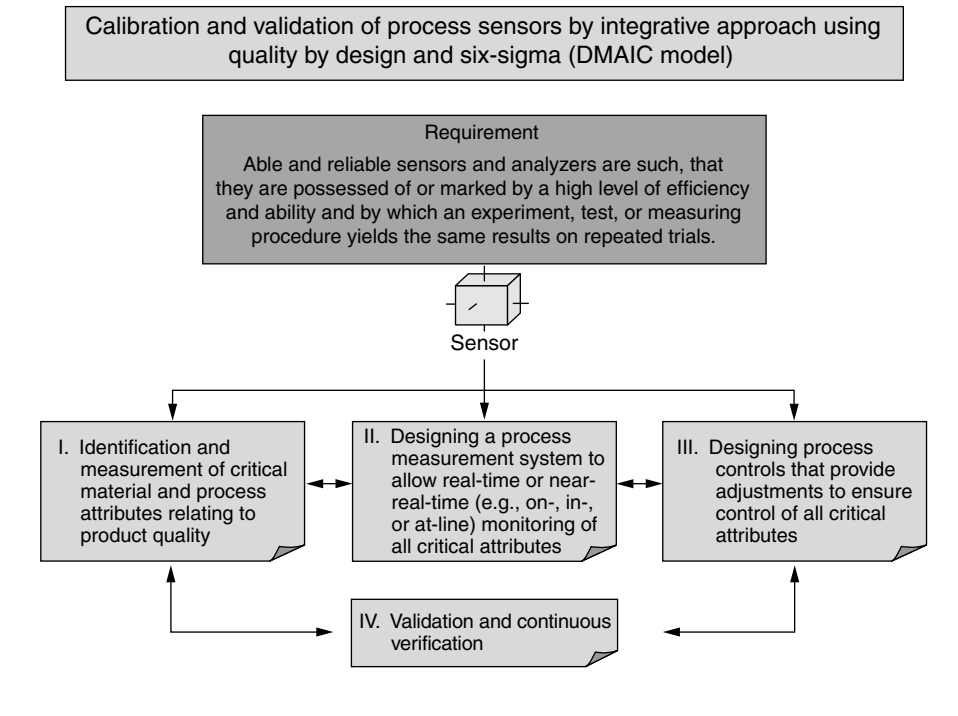 Calibration and validation of process sensors by integrative approach using
quality by design and six-sigma (DMAIC model)
Requirement
Able and reliable sensors and analyzers are such, that
they are possessed of or marked by a high level of efficiency
and ability and by which an experiment, test, or measuring
procedure yields the same results on repeated trials.
Sensor
I. Identification and
measurement of critical
material and process
attributes relating to
product quality
II. Designing a process
measurement system to
allow real-time or near-
real-time (e.g., on-, in-,
or at-line) monitoring of
all critical attributes
III. Designing process
controls that provide
adjustments to ensure
control of all critical
attributes
IV. Validation and continuous
verification